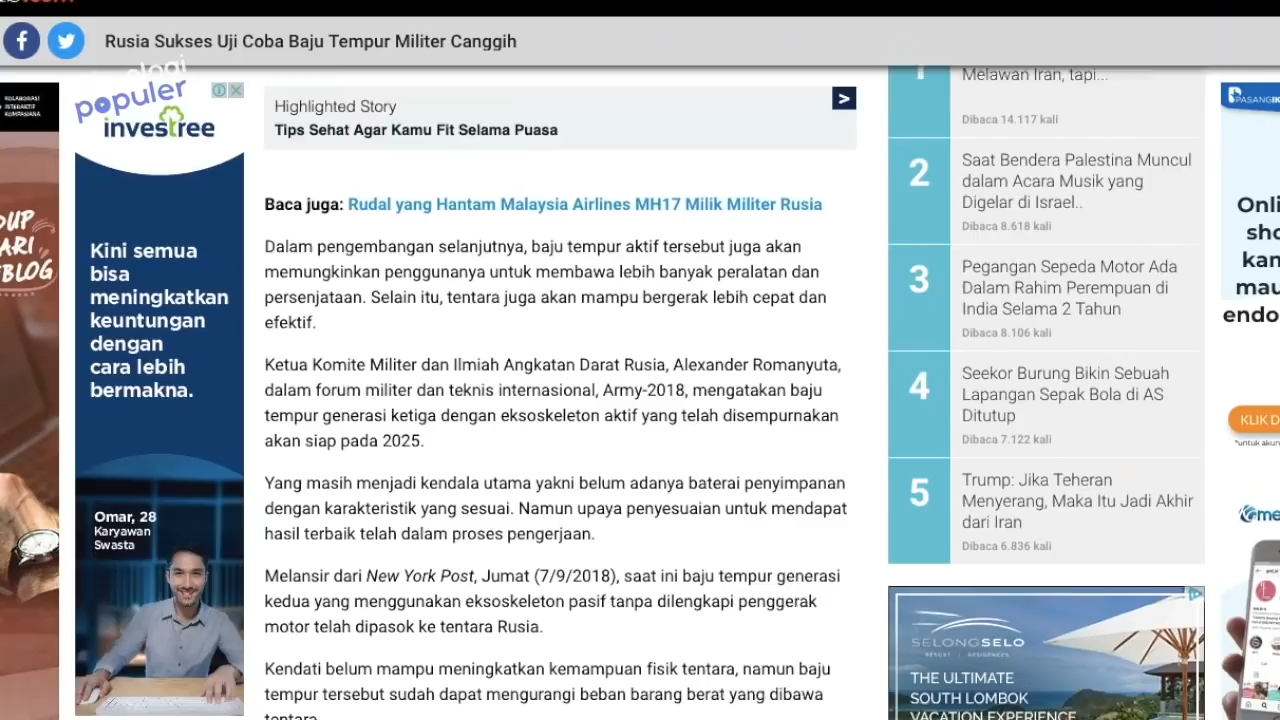 Rusia Sukses Uji Coba Baju Tempur Militer Canggih
KOLABORASI
INTERAKTIF
KOMPASIANA
populer
investree
Kini semua
bisa
meningkatkan
keuntungan
dengan
cara lebih
bermakna.
Omar, 28
Karyawan
Swasta
Highlighted Story
Tips Sehat Agar Kamu Fit Selama Puasa
Baca juga: Rudal yang Hantam Malaysia Airlines MH17 Milik Militer Rusia
Dalam pengembangan selanjutnya, baju tempur aktif tersebut juga akan
memungkinkan penggunanya untuk membawa lebih banyak peralatan dan
persenjataan. Selain itu, tentara juga akan mampu bergerak lebih cepat dan
efektif.
Ketua Komite Militer dan Ilmiah Angkatan Darat Rusia, Alexander Romanyuta,
dalam forum militer dan teknis internasional, Army-2018, mengatakan baju
tempur generasi ketiga dengan eksoskeleton aktif yang telah disempurnakan
akan siap pada 2025.
Yang masih menjadi kendala utama yakni belum adanya baterai penyimpanan
dengan karakteristik yang sesuai. Namun upaya penyesuaian untuk mendapat
hasil terbaik telah dalam proses pengerjaan.
Melansir dari New York Post, Jumat (7/9/2018), saat ini baju tempur generasi
kedua yang menggunakan eksoskeleton pasif tanpa dilengkapi penggerak
motor telah dipasok ke tentara Rusia.
Kendati belum mampu meningkatkan kemampuan fisik tentara, namun baju
tempur tersebut sudah dapat mengurangi beban barang berat yang dibawa
tentara.
1
Melawan Iran, tapi...
Dibaca 14.117 kali
2
Saat Bendera Palestina Muncul
dalam Acara Musik yang
Digelar di Israel..
Dibaca 8.618 kali
3
Pegangan Sepeda Motor Ada
Dalam Rahim Perempuan di
India Selama 2 Tahun
Dibaca 8.106 kali
4
Seekor Burung Bikin Sebuah
Lapangan Sepak Bola di AS
Ditutup
Dibaca 7.122 kali
5
Trump: Jika Teheran
Menyerang, Maka Itu Jadi Akhir
dari Iran
Dibaca 6.836 kali
SELONG SELO
RESORT | RESIDENCES
THE ULTIMATE
SOUTH LOMBOK
VACATION EXPERIENCE
KLIK D